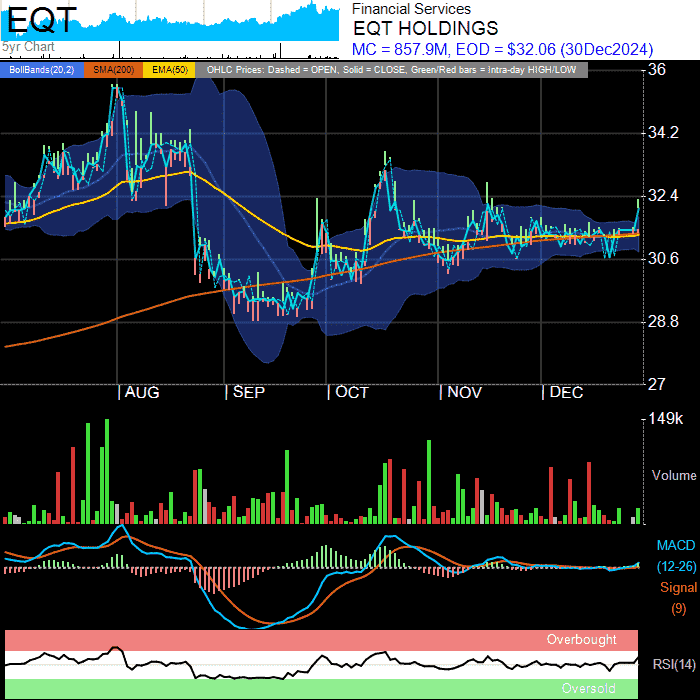 EQT
5yr Chart
Financial Services
EQT HOLDINGS
MC = 857.9M, EOD = $32.06 (30Dec2024)
BollBands(20,2) SMA(200) EMA(50) OHLC Prices: Dashed = OPEN, Solid = CLOSE, Green/Red bars = Intra-day HIGH/LOW
36
34.2
32.4
30.6
28.8
27
| AUG | SEP | OCT | NOV | DEC
149k
Volume
MACD
(12-26)
Signal
(9)
Overbought
RSI(14)
Oversold